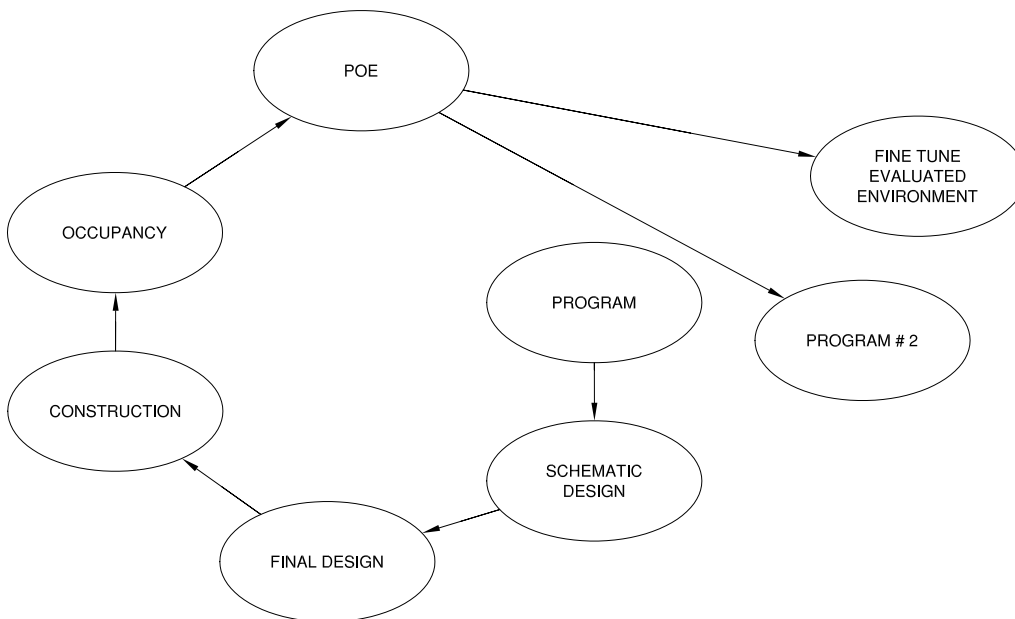 POE
FINE TUNE
EVALUATED
ENVIRONMENT
OCCUPANCY
PROGRAM
PROGRAM # 2
CONSTRUCTION
SCHEMATIC
DESIGN
FINAL DESIGN